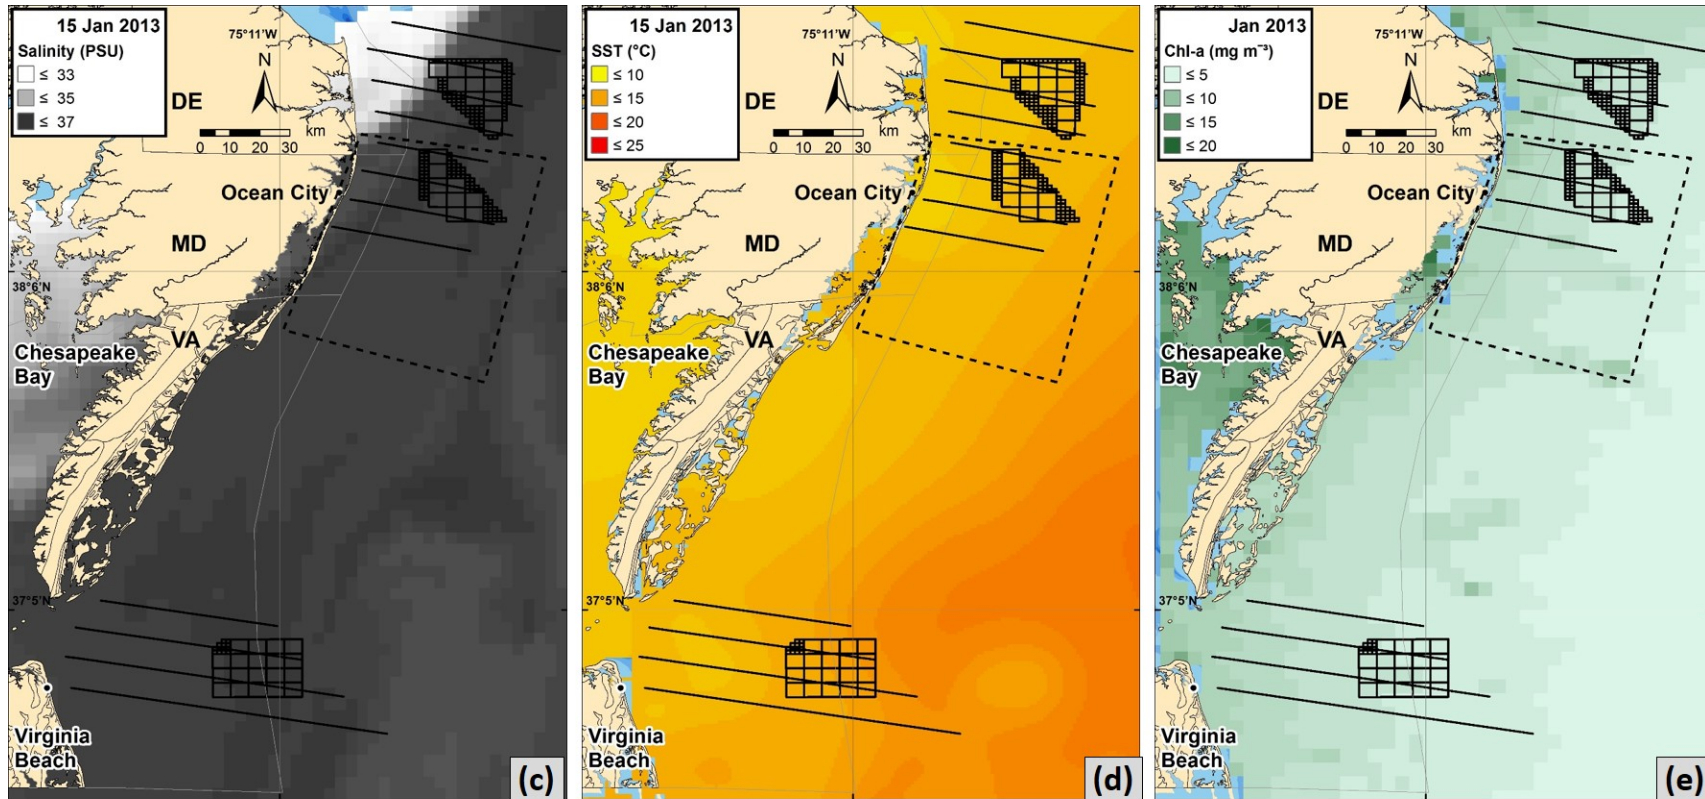 15 Jan 2013
Salinity (PSU)
≤ 33
≤ 35
≤ 37
75°11'W
N
DE
km
0 10 20 30
Ocean City
MD
38°6'N
VA
Chesapeake
Bay
37°5'N
Virginia
Beach
(c)
15 Jan 2013
SST (°C)
≤ 10
≤ 15
≤ 20
≤ 25
75°11'W
N
DE
km
0 10 20 30
Ocean City
MD
38°6'N
VA
Chesapeake
Bay
37°5'N
Virginia
Beach
(d)
Jan 2013
Chl-a (mg m⁻³)
≤ 5
≤ 10
≤ 15
≤ 20
75°11'W
N
DE
km
0 10 20 30
Ocean City
MD
38°6'N
VA
Chesapeake
Bay
37°5'N
Virginia
Beach
(e)